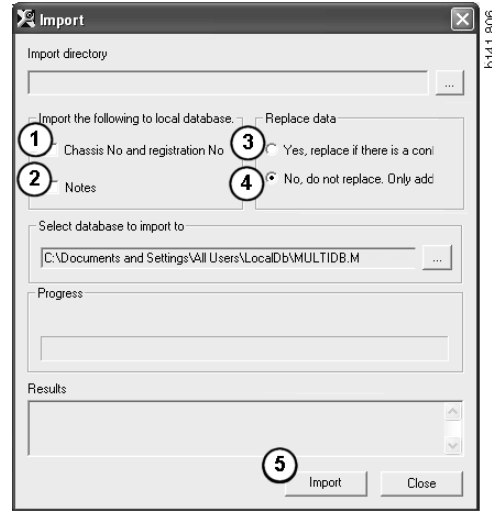 Import
b141 806
Import directory
...
Import the following to local database.
Replace data
1
Chassis No and registration No
3
Yes, replace if there is a conf
2
Notes
4
No, do not replace. Only add
Select database to import to
C:\Documents and Settings\All Users\LocalDb\MULTIDB.M
...
Progress
Results
5
Import
Close